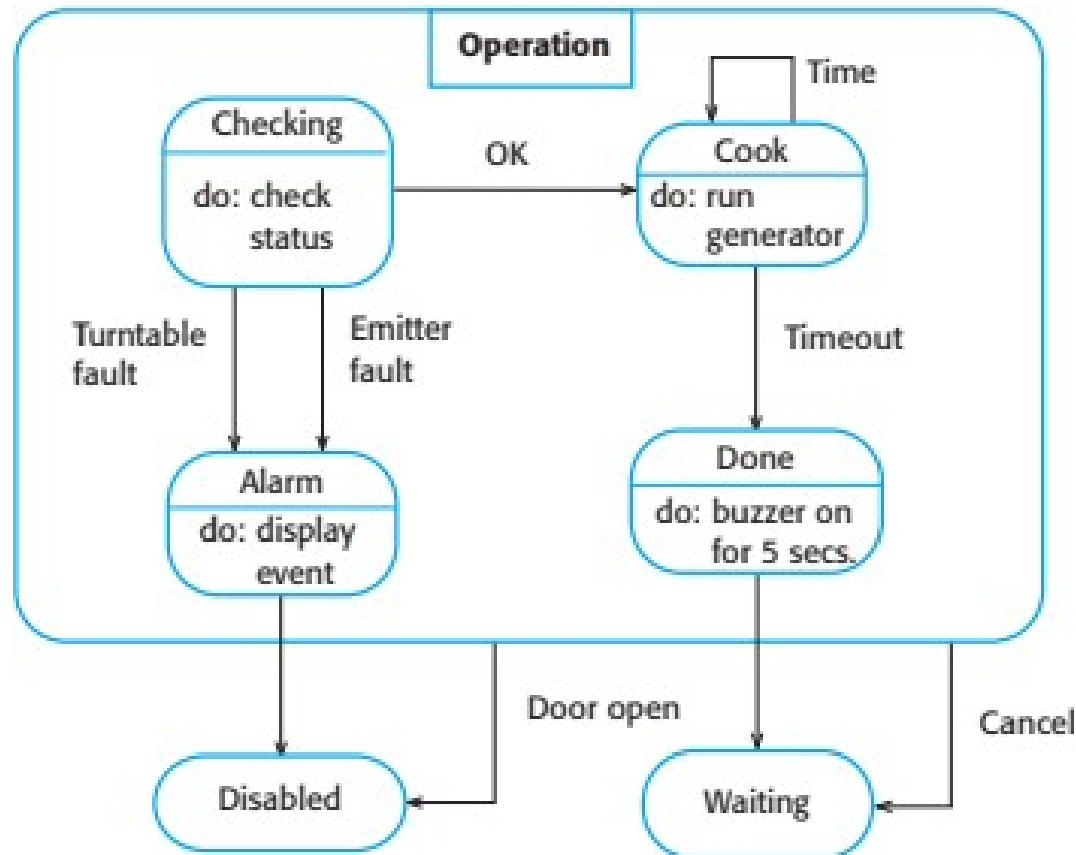 Operation
Time
Checking
do: check
status
OK
Cook
do: run
generator
Turntable
fault
Emitter
fault
Timeout
Alarm
do: display
event
Done
do: buzzer on
for 5 secs.
Door open
Cancel
Disabled
Waiting